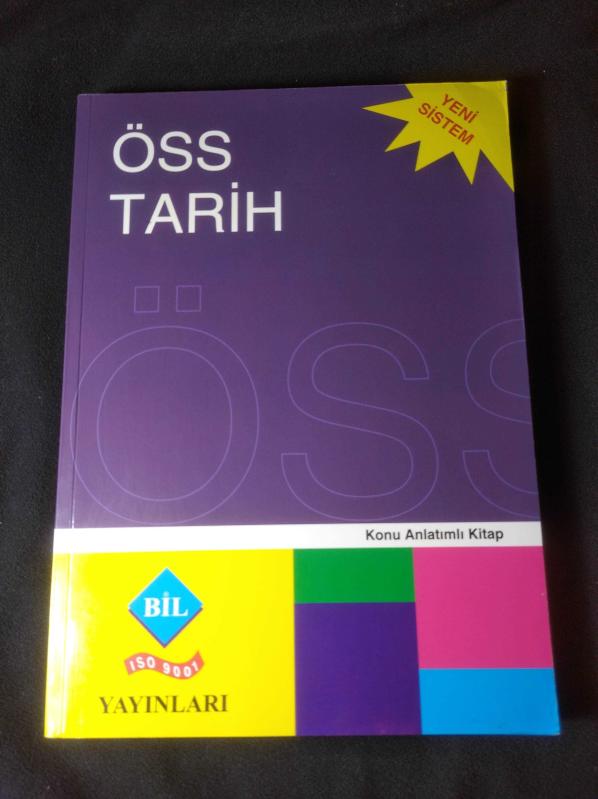 YENİ
SİSTEM
ÖSS
TARİH
ÖSS
Konu Anlatımlı Kitap
BİL
ISO 9001
YAYINLARI